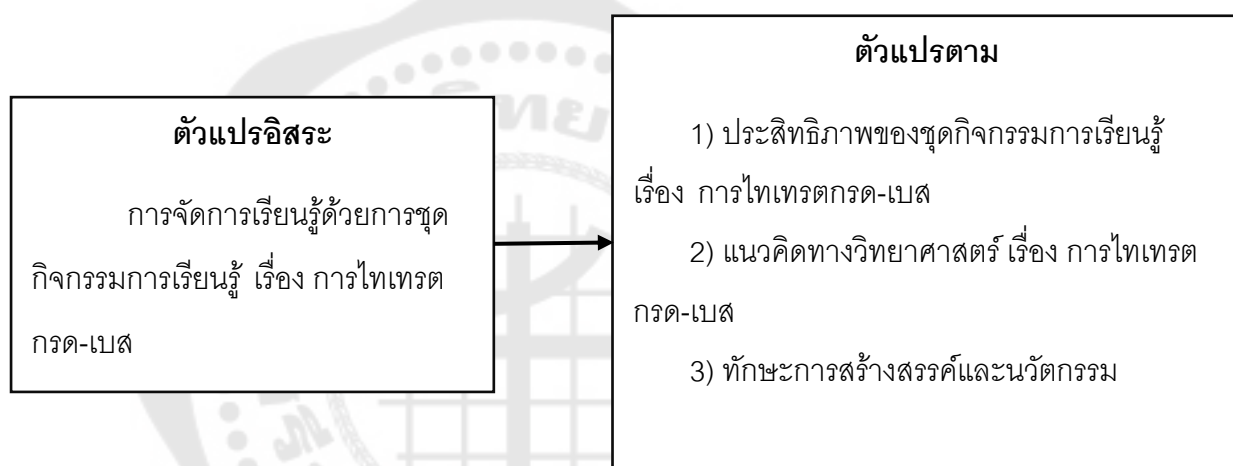 ตัวแปรอิสระ
การจัดการเรียนรู้ด้วยการชุด
กิจกรรมการเรียนรู้ เรื่อง การไทเทรต
กรด-เบส
ตัวแปรตาม
1) ประสิทธิภาพของชุดกิจกรรมการเรียนรู้
เรื่อง การไทเทรตกรด-เบส
2) แนวคิดทางวิทยาศาสตร์ เรื่อง การไทเทรต
กรด-เบส
3) ทักษะการสร้างสรรค์และนวัตกรรม